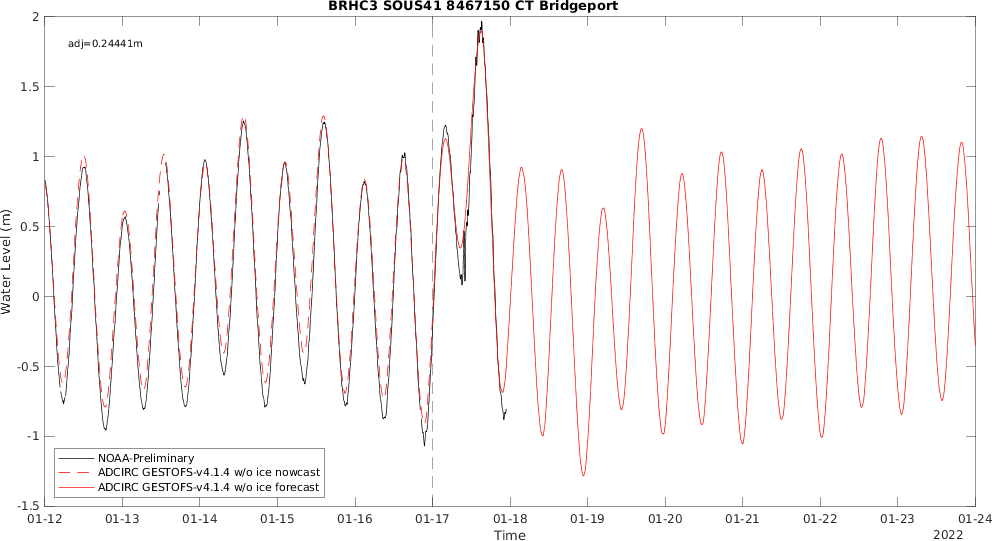 BRHC3 SOUS41 8467150 CT Bridgeport
adj=0.24441m
Water Level (m)
2
1.5
1
0.5
0
-0.5
-1
-1.5
NOAA-Preliminary
ADCIRC GESTOFS-v4.1.4 w/o ice nowcast
ADCIRC GESTOFS-v4.1.4 w/o ice forecast
01-12 01-13 01-14 01-15 01-16 01-17 01-18 01-19 01-20 01-21 01-22 01-23 01-24
Time
2022